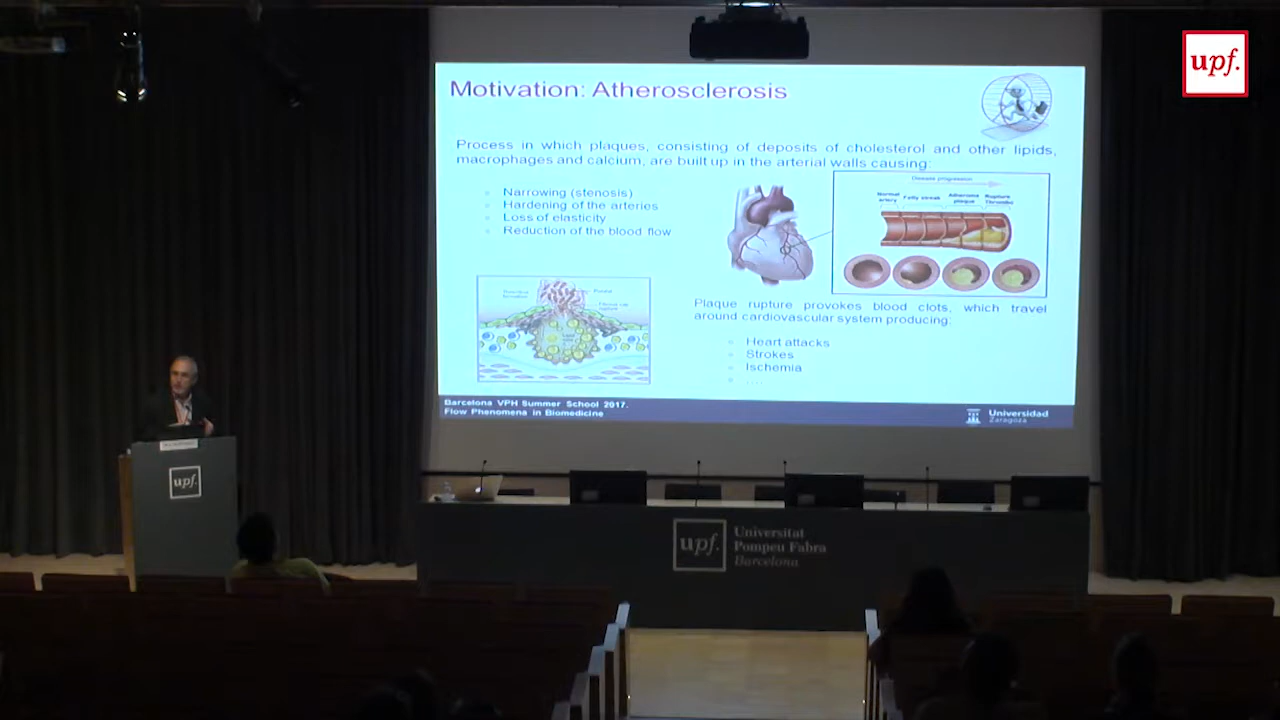 upf.
Motivation: Atherosclerosis
Process in which plaques, consisting of deposits of cholesterol and other lipids,
macrophages and calcium, are built up in the arterial walls causing:
Narrowing (stenosis)
Hardening of the arteries
Loss of elasticity
Reduction of the blood flow
Disease progression
Normal
artery
Fatty streak
Atheroma
plaque
Rupture
Thrombus
Plaque rupture provokes blood clots, which travel
around cardiovascular system producing:
Heart attacks
Strokes
Ischemia
....
Barcelona VPH Summer School 2017.
Flow Phenomena in Biomedicine
Universidad
Zaragoza
upf.
upf.
Universitat
Pompeu Fabra
Barcelona